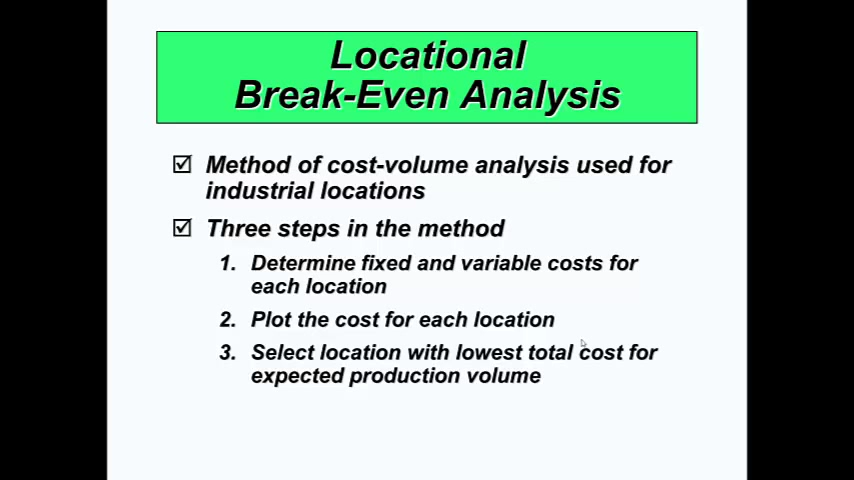 Locational
Break-Even Analysis
Method of cost-volume analysis used for
industrial locations
Three steps in the method
1. Determine fixed and variable costs for
each location
2. Plot the cost for each location
3. Select location with lowest total cost for
expected production volume